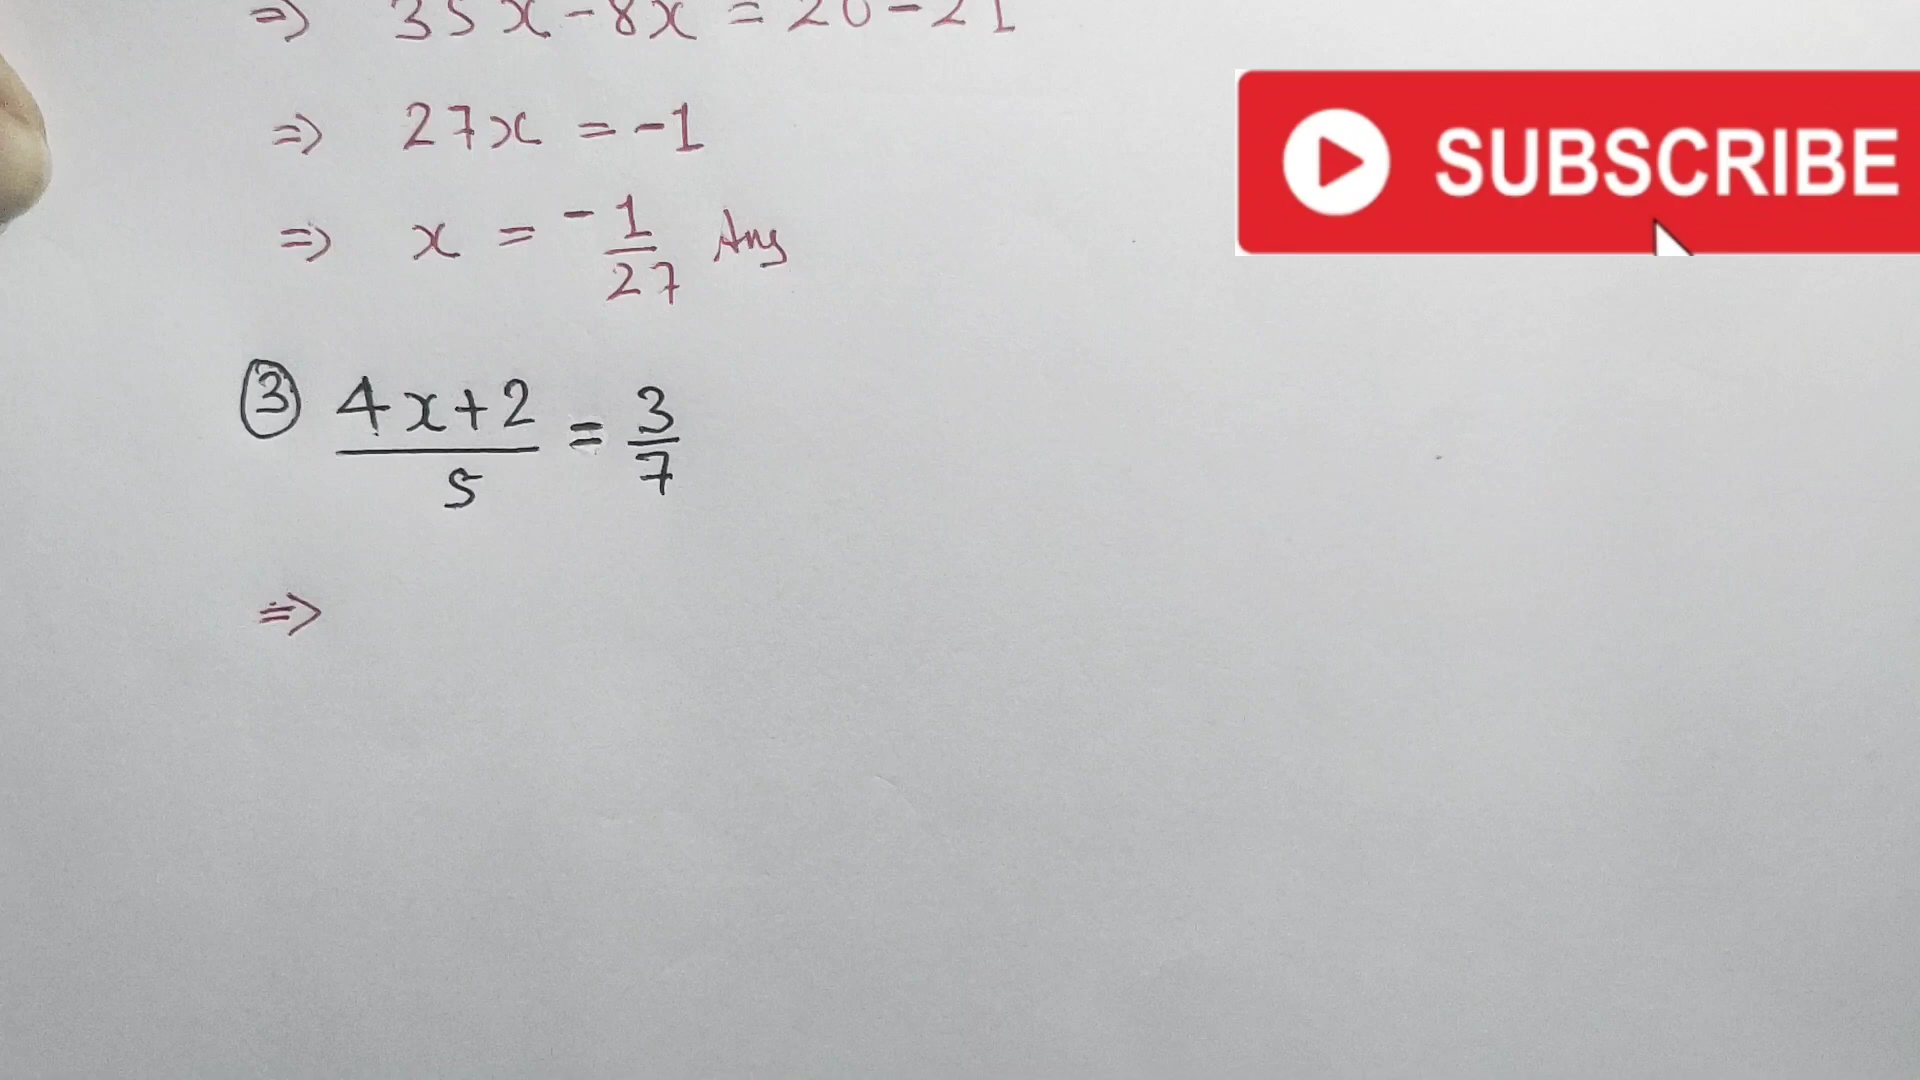 => 35x-8x = 20-21
=> 27x = -1
=> x = -1/27 Ans
③ 4x+2/5 = 3/7
=>
SUBSCRIBE